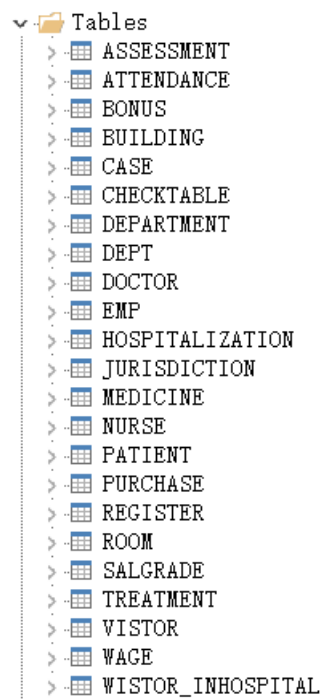 Tables
ASSESSMENT
ATTENDANCE
BONUS
BUILDING
CASE
CHECKTABLE
DEPARTMENT
DEPT
DOCTOR
EMP
HOSPITALIZATION
JURISDICTION
MEDICINE
NURSE
PATIENT
PURCHASE
REGISTER
ROOM
SALGRADE
TREATMENT
VISTOR
WAGE
WISTOR_INHOSPITAL